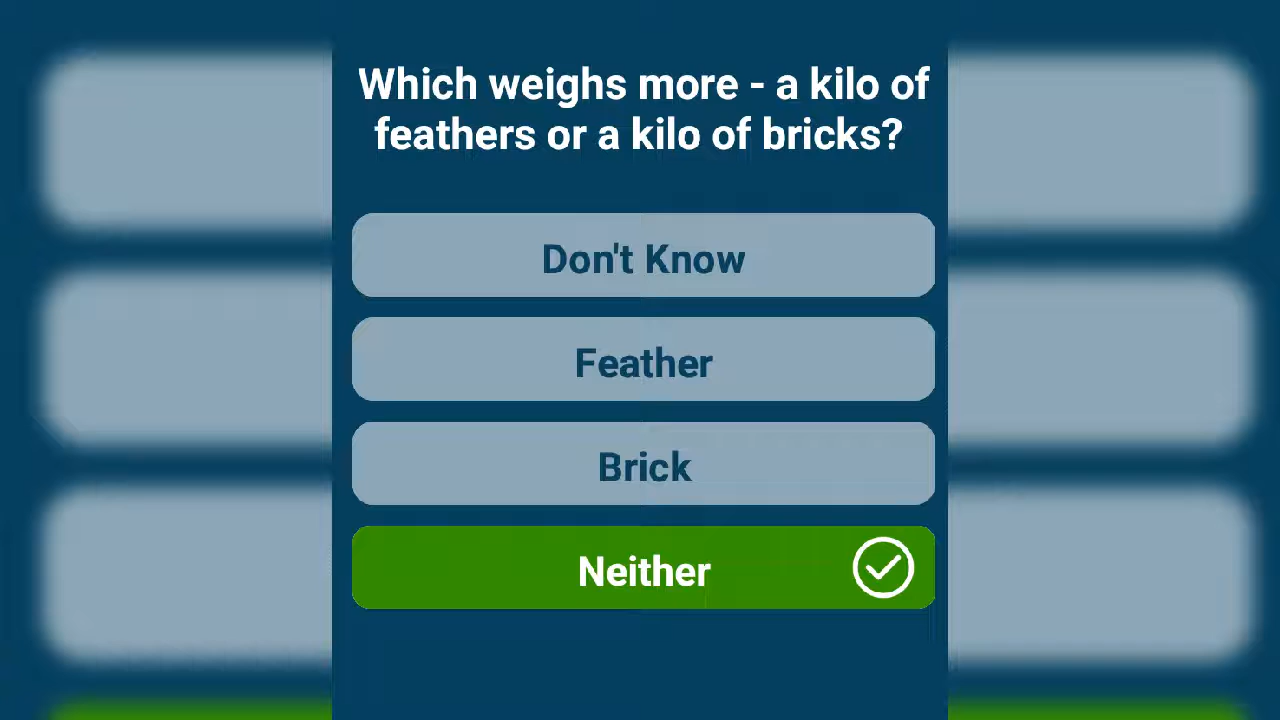 Which weighs more - a kilo of
feathers or a kilo of bricks?
Don't Know
Feather
Brick
Neither